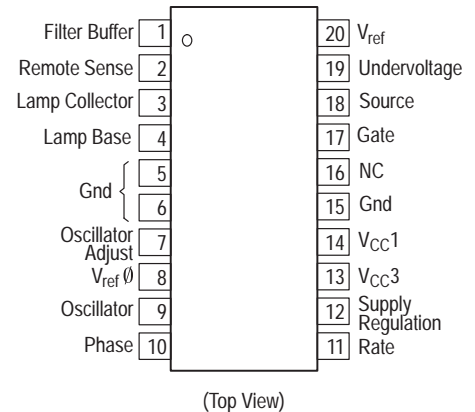 Filter Buffer 1 20 Vref
Remote Sense 2 19 Undervoltage
Lamp Collector 3 18 Source
Lamp Base 4 17 Gate
5 16 NC
Gnd
6 15 Gnd
Oscillator
Adjust 7 14 VCC1
Vref Ø 8 13 VCC3
Oscillator 9 12 Supply
Regulation
Phase 10 11 Rate
(Top View)